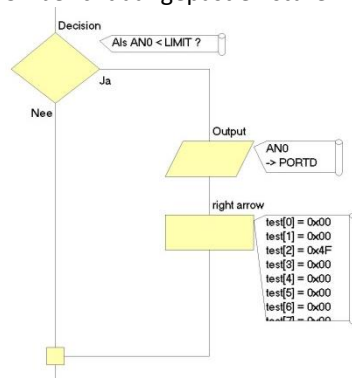 Decision
Als AN0 < LIMIT ?
Ja
Nee
Output
AN0
-> PORTD
right arrow
test[0] = 0x00
test[1] = 0x00
test[2] = 0x4F
test[3] = 0x00
test[4] = 0x00
test[5] = 0x00
test[6] = 0x00